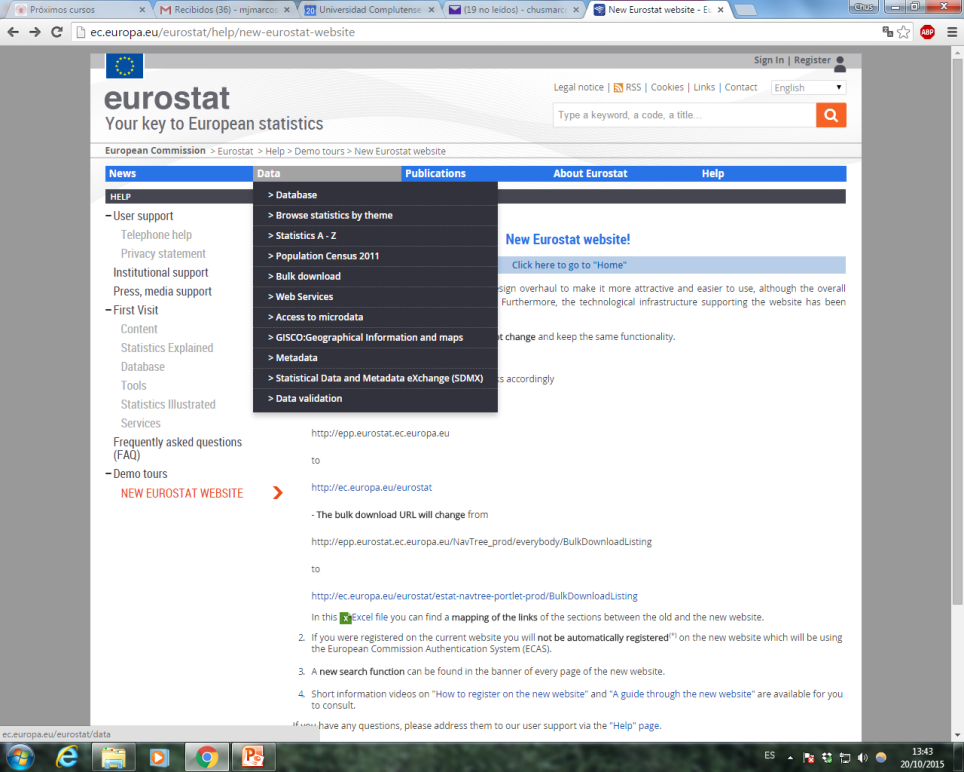 Próximos cursos
Recibidos (36) - mjmarcos
20 Universidad Complutense
(19 no leidos) - chusmarco
New Eurostat website - Eu
Chus
ec.europa.eu/eurostat/help/new-eurostat-website
ABP
Sign In | Register
Legal notice | RSS | Cookies | Links | Contact
English
eurostat
Your key to European statistics
Type a keyword, a code, a title...
European Commission > Eurostat > Help > Demo tours > New Eurostat website
News Data Publications About Eurostat Help
HELP
User support
Telephone help
Privacy statement
Institutional support
Press, media support
First Visit
Content
Statistics Explained
Database
Tools
Statistics Illustrated
Services
Frequently asked questions
(FAQ)
Demo tours
NEW EUROSTAT WEBSITE
> Database
> Browse statistics by theme
> Statistics A - Z
> Population Census 2011
> Bulk download
> Web Services
> Access to microdata
> GISCO:Geographical Information and maps
> Metadata
> Statistical Data and Metadata eXchange (SDMX)
> Data validation
New Eurostat website!
Click here to go to "Home"
sign overhaul to make it more attractive and easier to use, although the overall
Furthermore, the technological infrastructure supporting the website has been
t change and keep the same functionality.
s accordingly
http://epp.eurostat.ec.europa.eu
to
http://ec.europa.eu/eurostat
- The bulk download URL will change from
http://epp.eurostat.ec.europa.eu/NavTree_prod/everybody/BulkDownloadListing
to
http://ec.europa.eu/eurostat/estat-navtree-portlet-prod/BulkDownloadListing
In this Excel file you can find a mapping of the links of the sections between the old and the new website.
2. If you were registered on the current website you will not be automatically registered(*) on the new website which will be using
the European Commission Authentication System (ECAS).
3. A new search function can be found in the banner of every page of the new website.
4. Short information videos on "How to register on the new website" and "A guide through the new website" are available for you
to consult.
If you have any questions, please address them to our user support via the "Help" page.
ec.europa.eu/eurostat/data
ES
13:43
20/10/2015